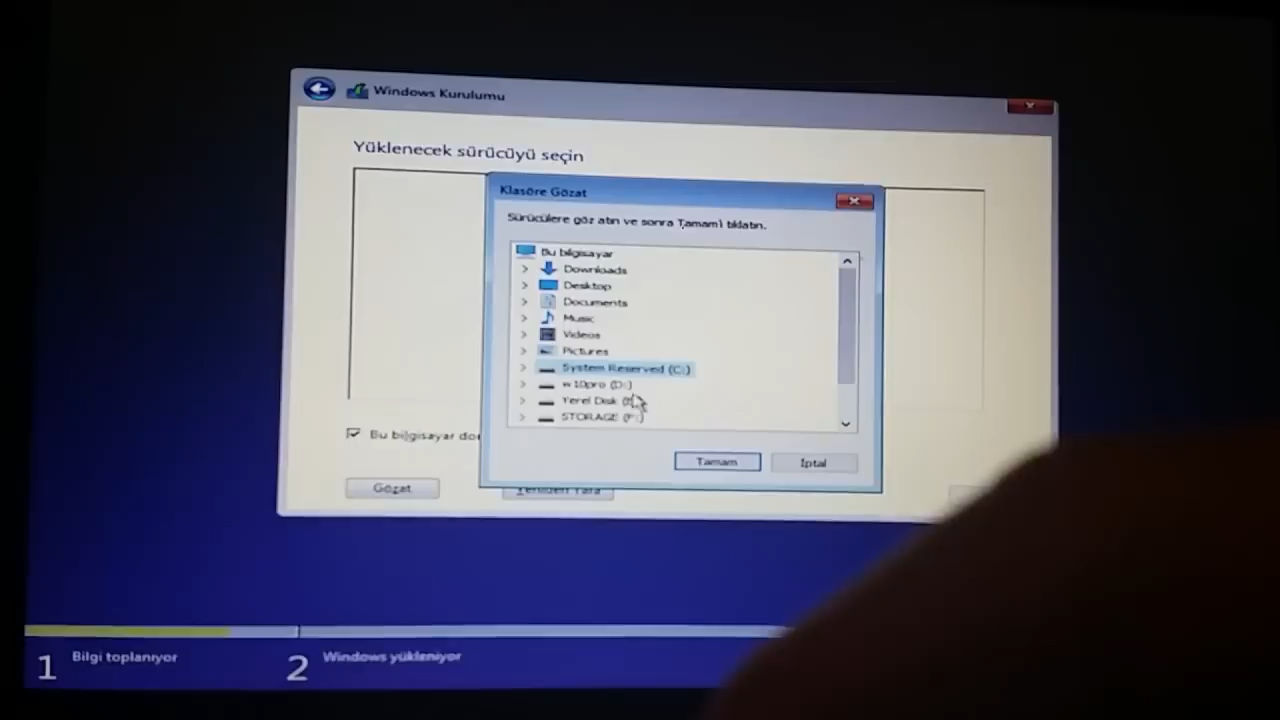 Windows Kurulumu
Yüklenecek sürücüyü seçin
Klasöre Gözat
Sürücülere göz atın ve sonra Tamam'ı tıklatın.
Bu bilgisayar
Downloads
Desktop
Documents
Music
Videos
Pictures
System Reserved (C:)
w10pro (D:)
Yerel Disk
STORAGE (F:)
Bu bilgisayar
Tamam
İptal
Gözat
Yeniden Tara
1 Bilgi toplanıyor
2 Windows yükleniyor